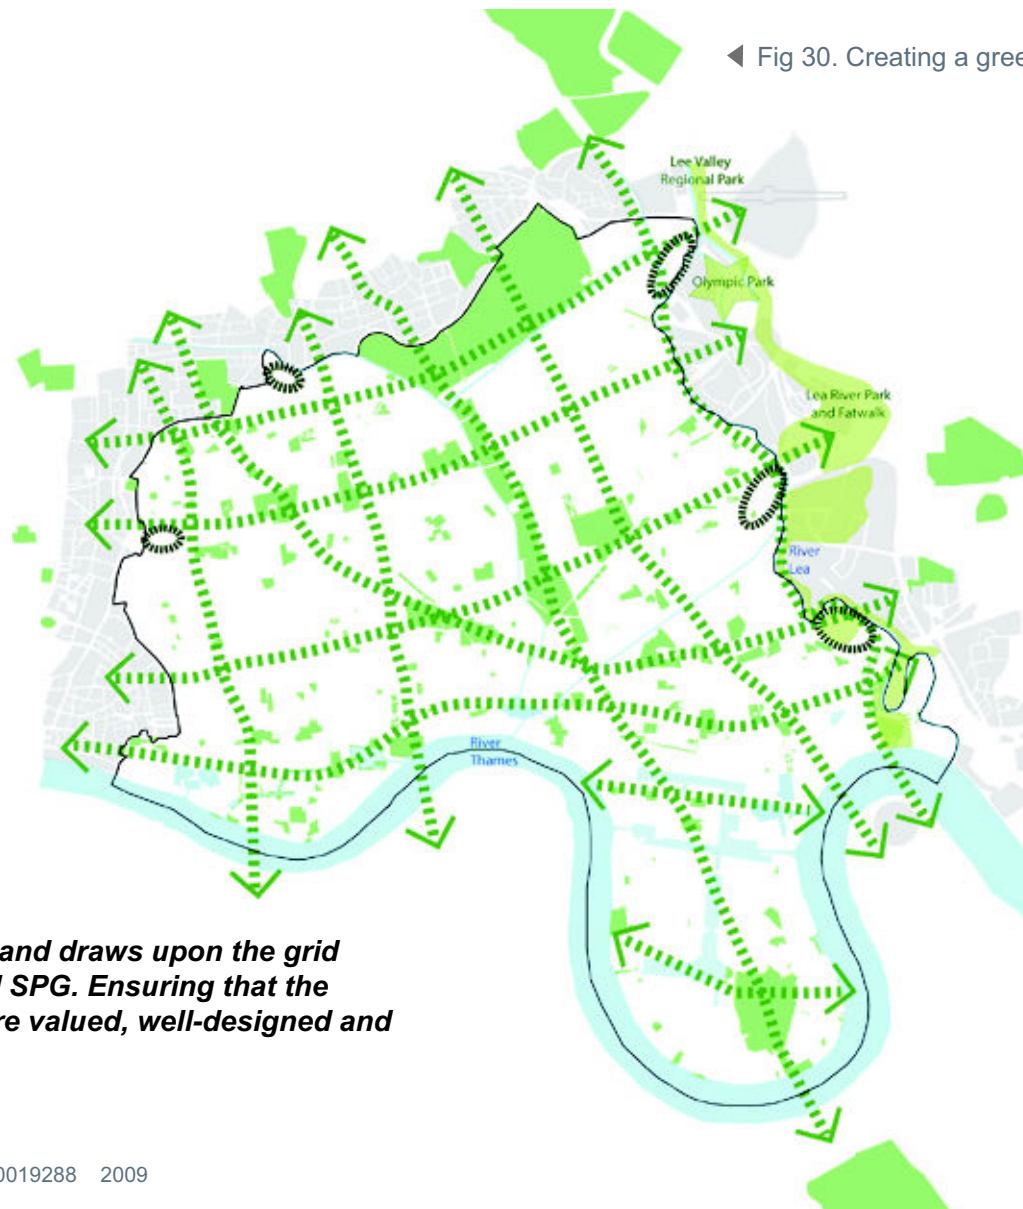 ◀ Fig 30. Creating a gree
Lee Valley
Regional Park
Olympic Park
Lea River Park
and Fatwalk
River
Lea
River
Thames
and draws upon the grid
SPG. Ensuring that the
re valued, well-designed and
0019288 2009